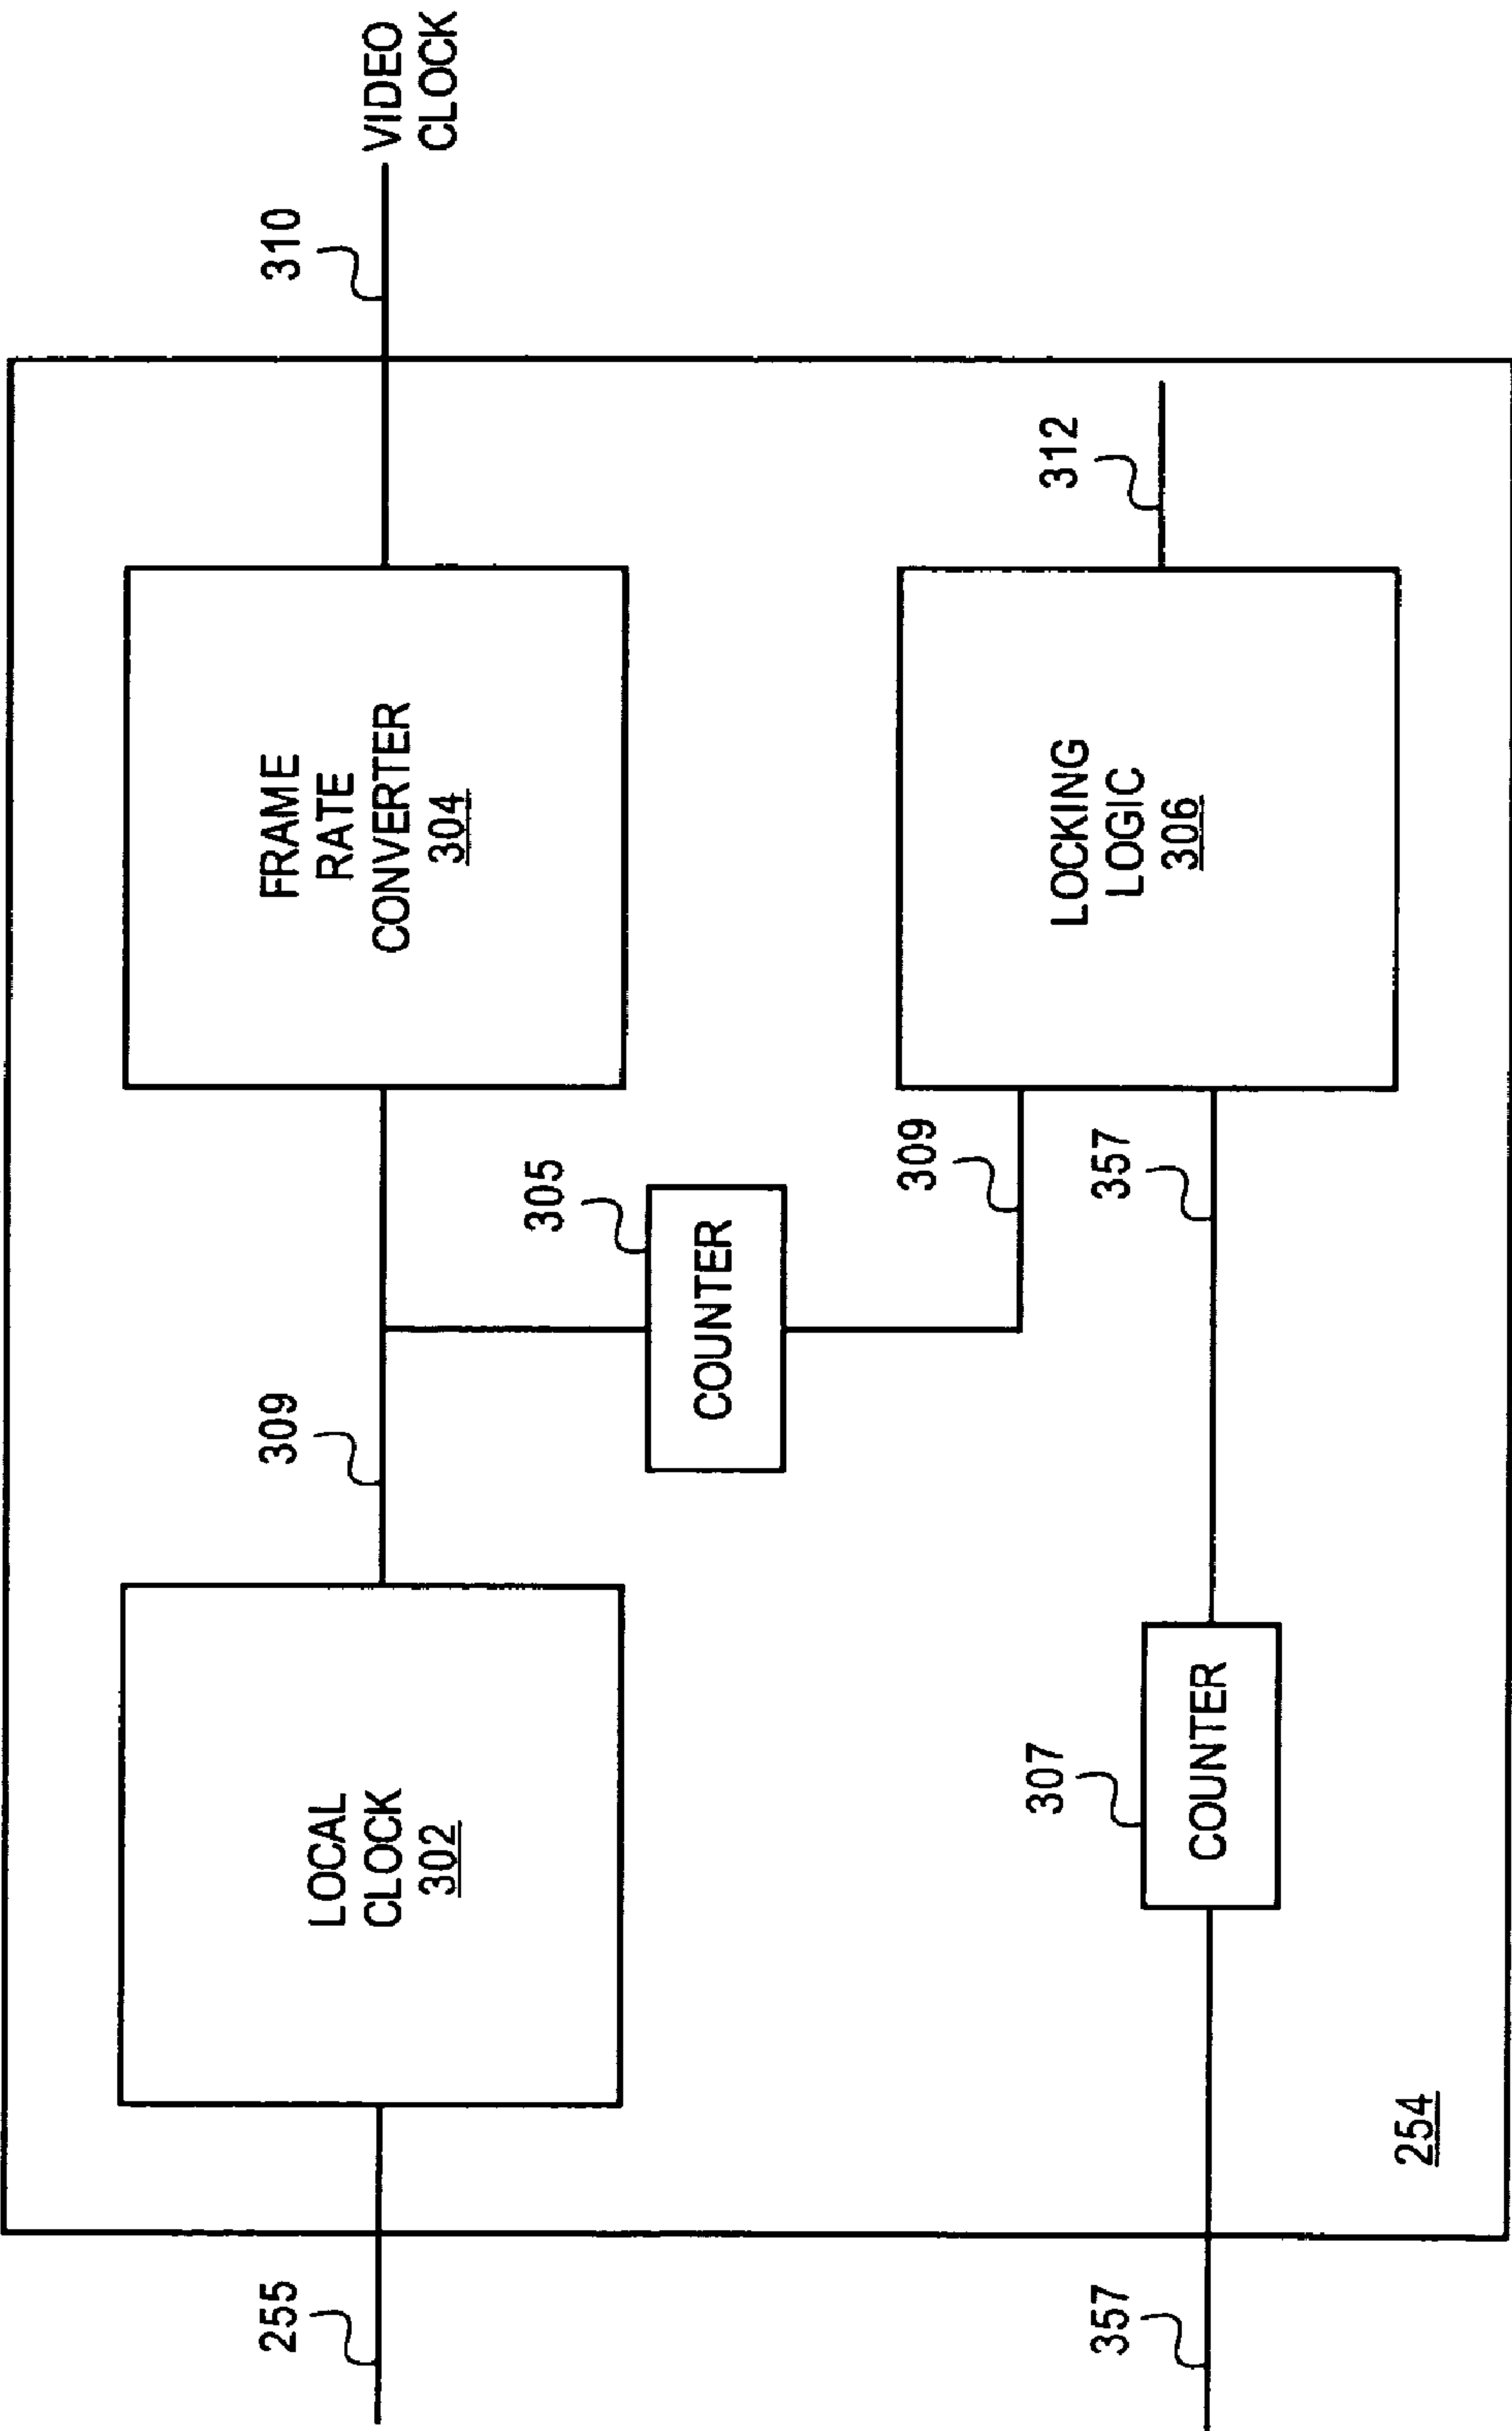 255
LOCAL
CLOCK
302
309
FRAME
RATE
CONVERTER
304
310
VIDEO
CLOCK
305
COUNTER
309
357
307
COUNTER
357
LOCKING
LOGIC
306
312
254